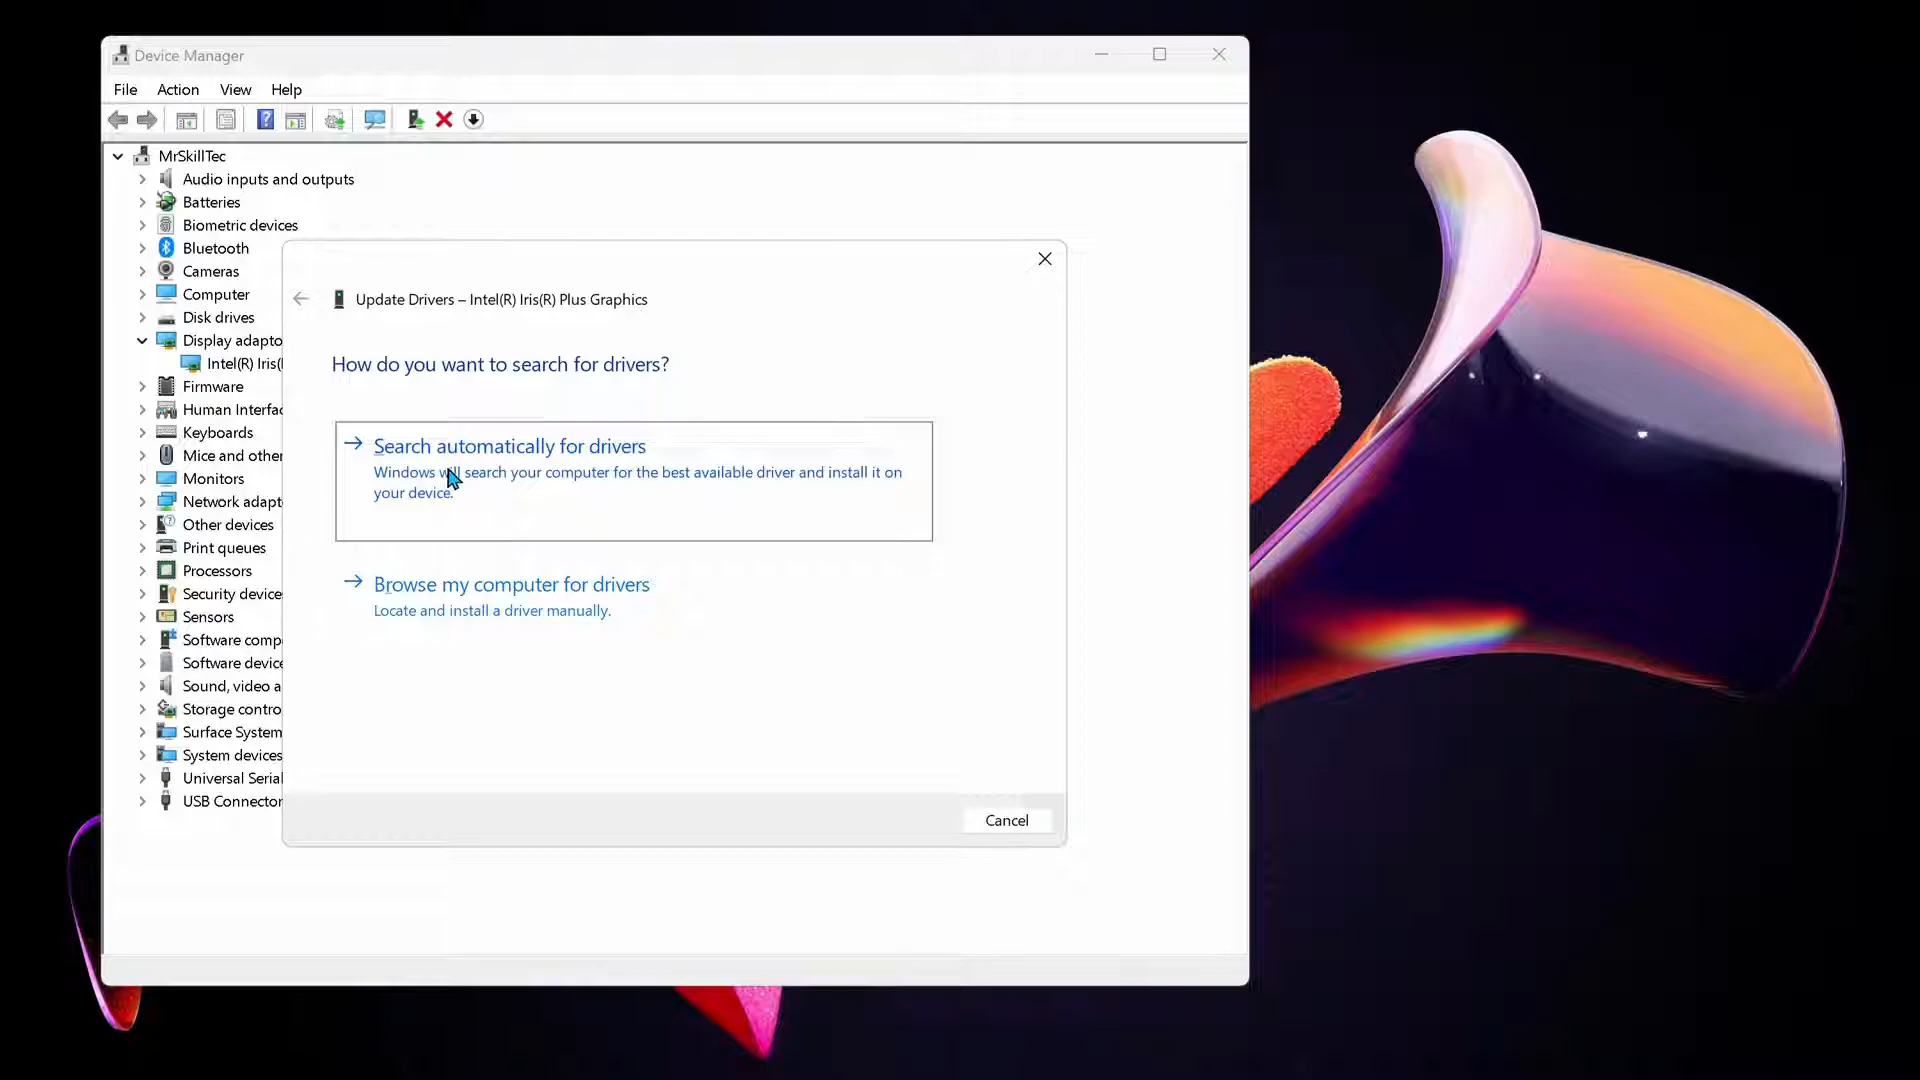 Device Manager
File Action View Help
MrSkillTec
Audio inputs and outputs
Batteries
Biometric devices
Bluetooth
Cameras
Computer
Disk drives
Display adapto
Intel(R) Iris(
Firmware
Human Interfac
Keyboards
Mice and other
Monitors
Network adapt
Other devices
Print queues
Processors
Security device
Sensors
Software comp
Software device
Sound, video a
Storage contro
Surface System
System devices
Universal Serial
USB Connector
Update Drivers – Intel(R) Iris(R) Plus Graphics
How do you want to search for drivers?
Search automatically for drivers
Windows will search your computer for the best available driver and install it on
your device.
Browse my computer for drivers
Locate and install a driver manually.
Cancel